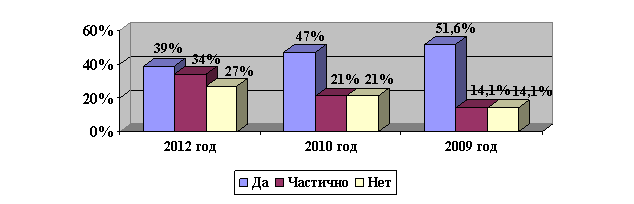 60%
40%
20%
0%
39%
34%
27%
47%
21%
21%
51,6%
14,1%
14,1%
2012 год
2010 год
2009 год
Да
Частично
Нет